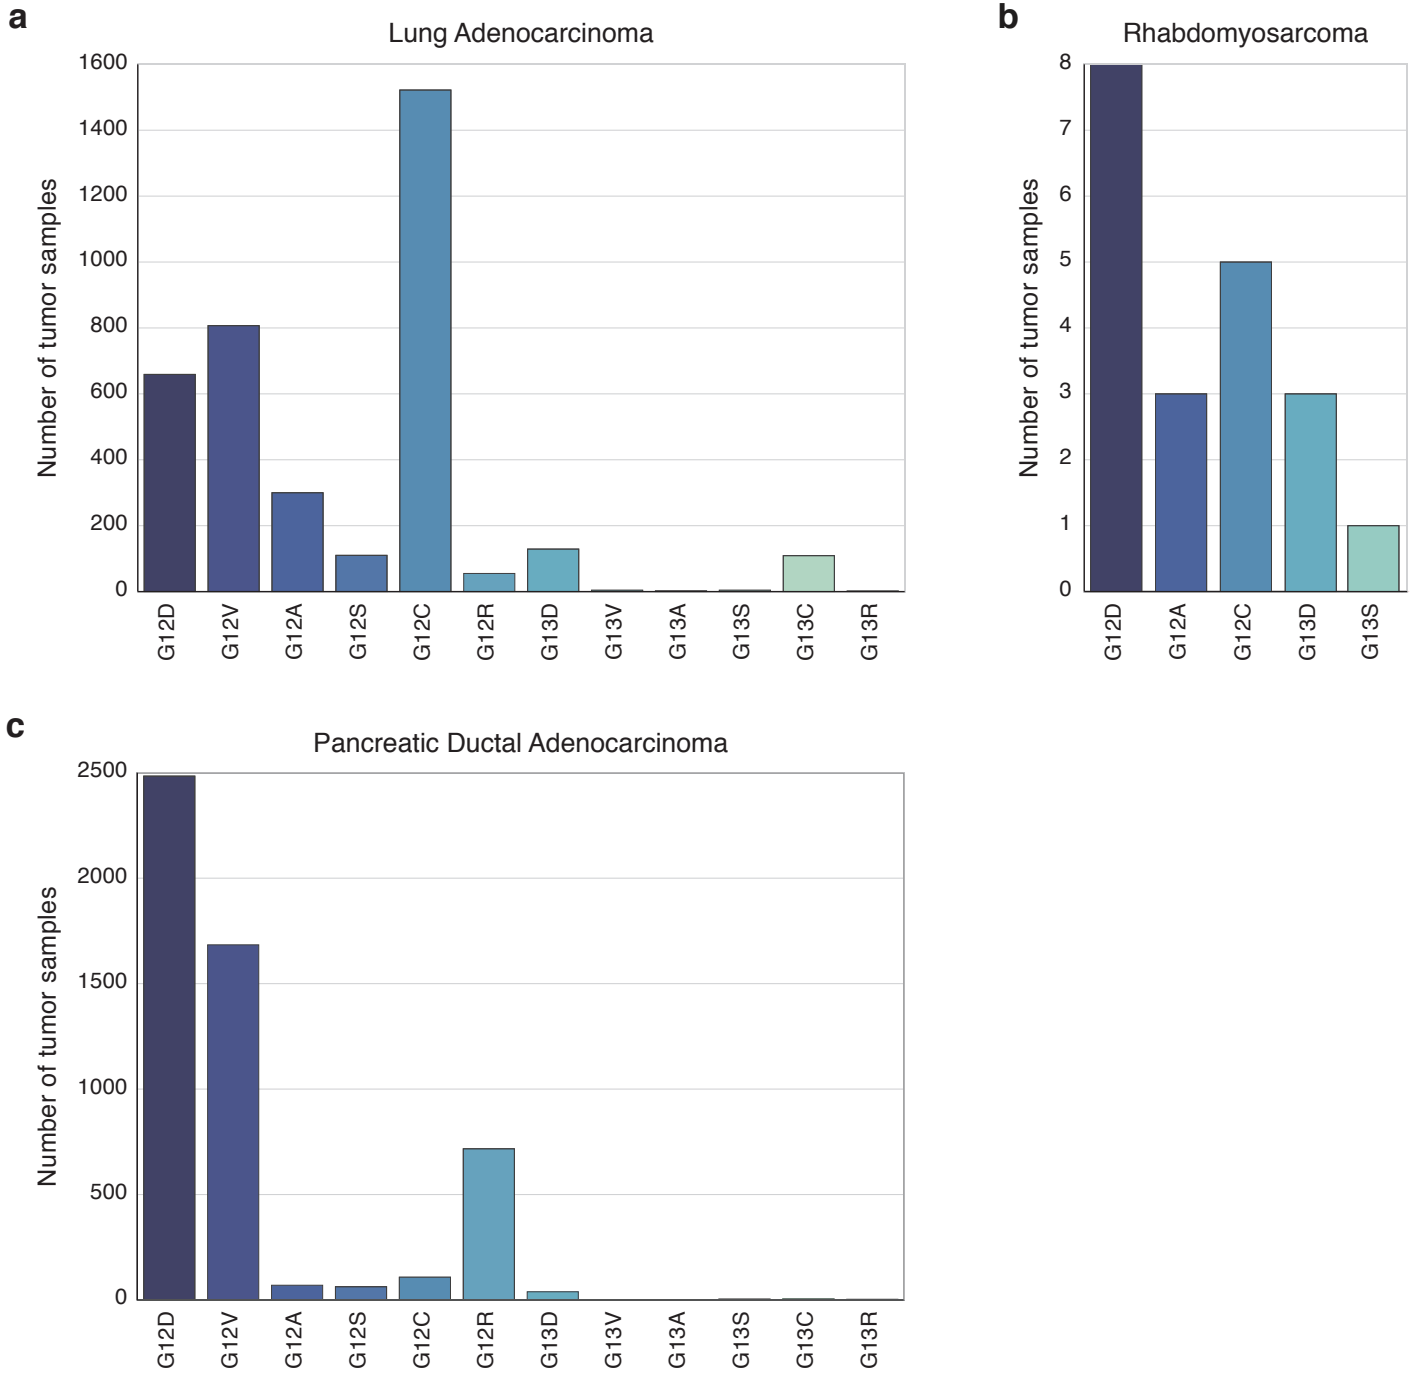 a
Lung Adenocarcinoma
Number of tumor samples
1600
1400
1200
1000
800
600
400
200
0
G12D
G12V
G12A
G12S
G12C
G12R
G13D
G13V
G13A
G13S
G13C
G13R
b
Rhabdomyosarcoma
Number of tumor samples
8
7
6
5
4
3
2
1
0
G12D
G12A
G12C
G13D
G13S
c
Pancreatic Ductal Adenocarcinoma
Number of tumor samples
2500
2000
1500
1000
500
0
G12D
G12V
G12A
G12S
G12C
G12R
G13D
G13V
G13A
G13S
G13C
G13R